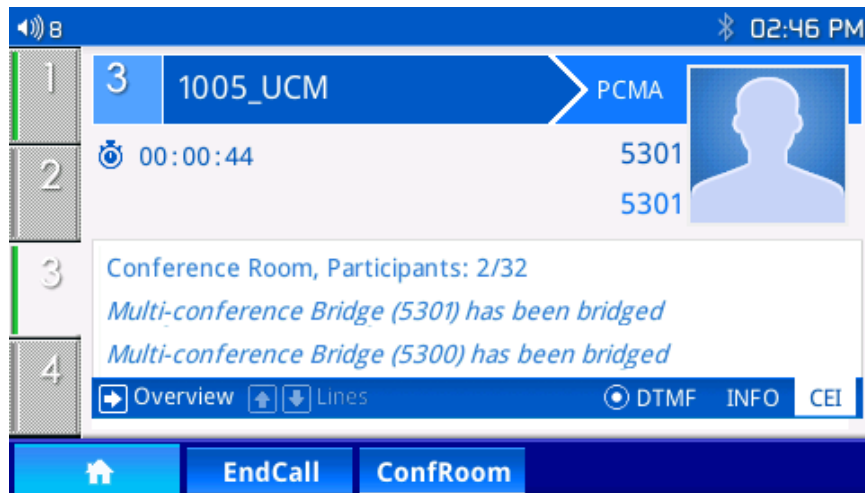 8 02:46 PM
1
2
3
4
3 1005_UCM PCMA
00:00:44 5301
5301
Conference Room, Participants: 2/32
Multi-conference Bridge (5301) has been bridged
Multi-conference Bridge (5300) has been bridged
Overview Lines DTMF INFO CEI
EndCall ConfRoom